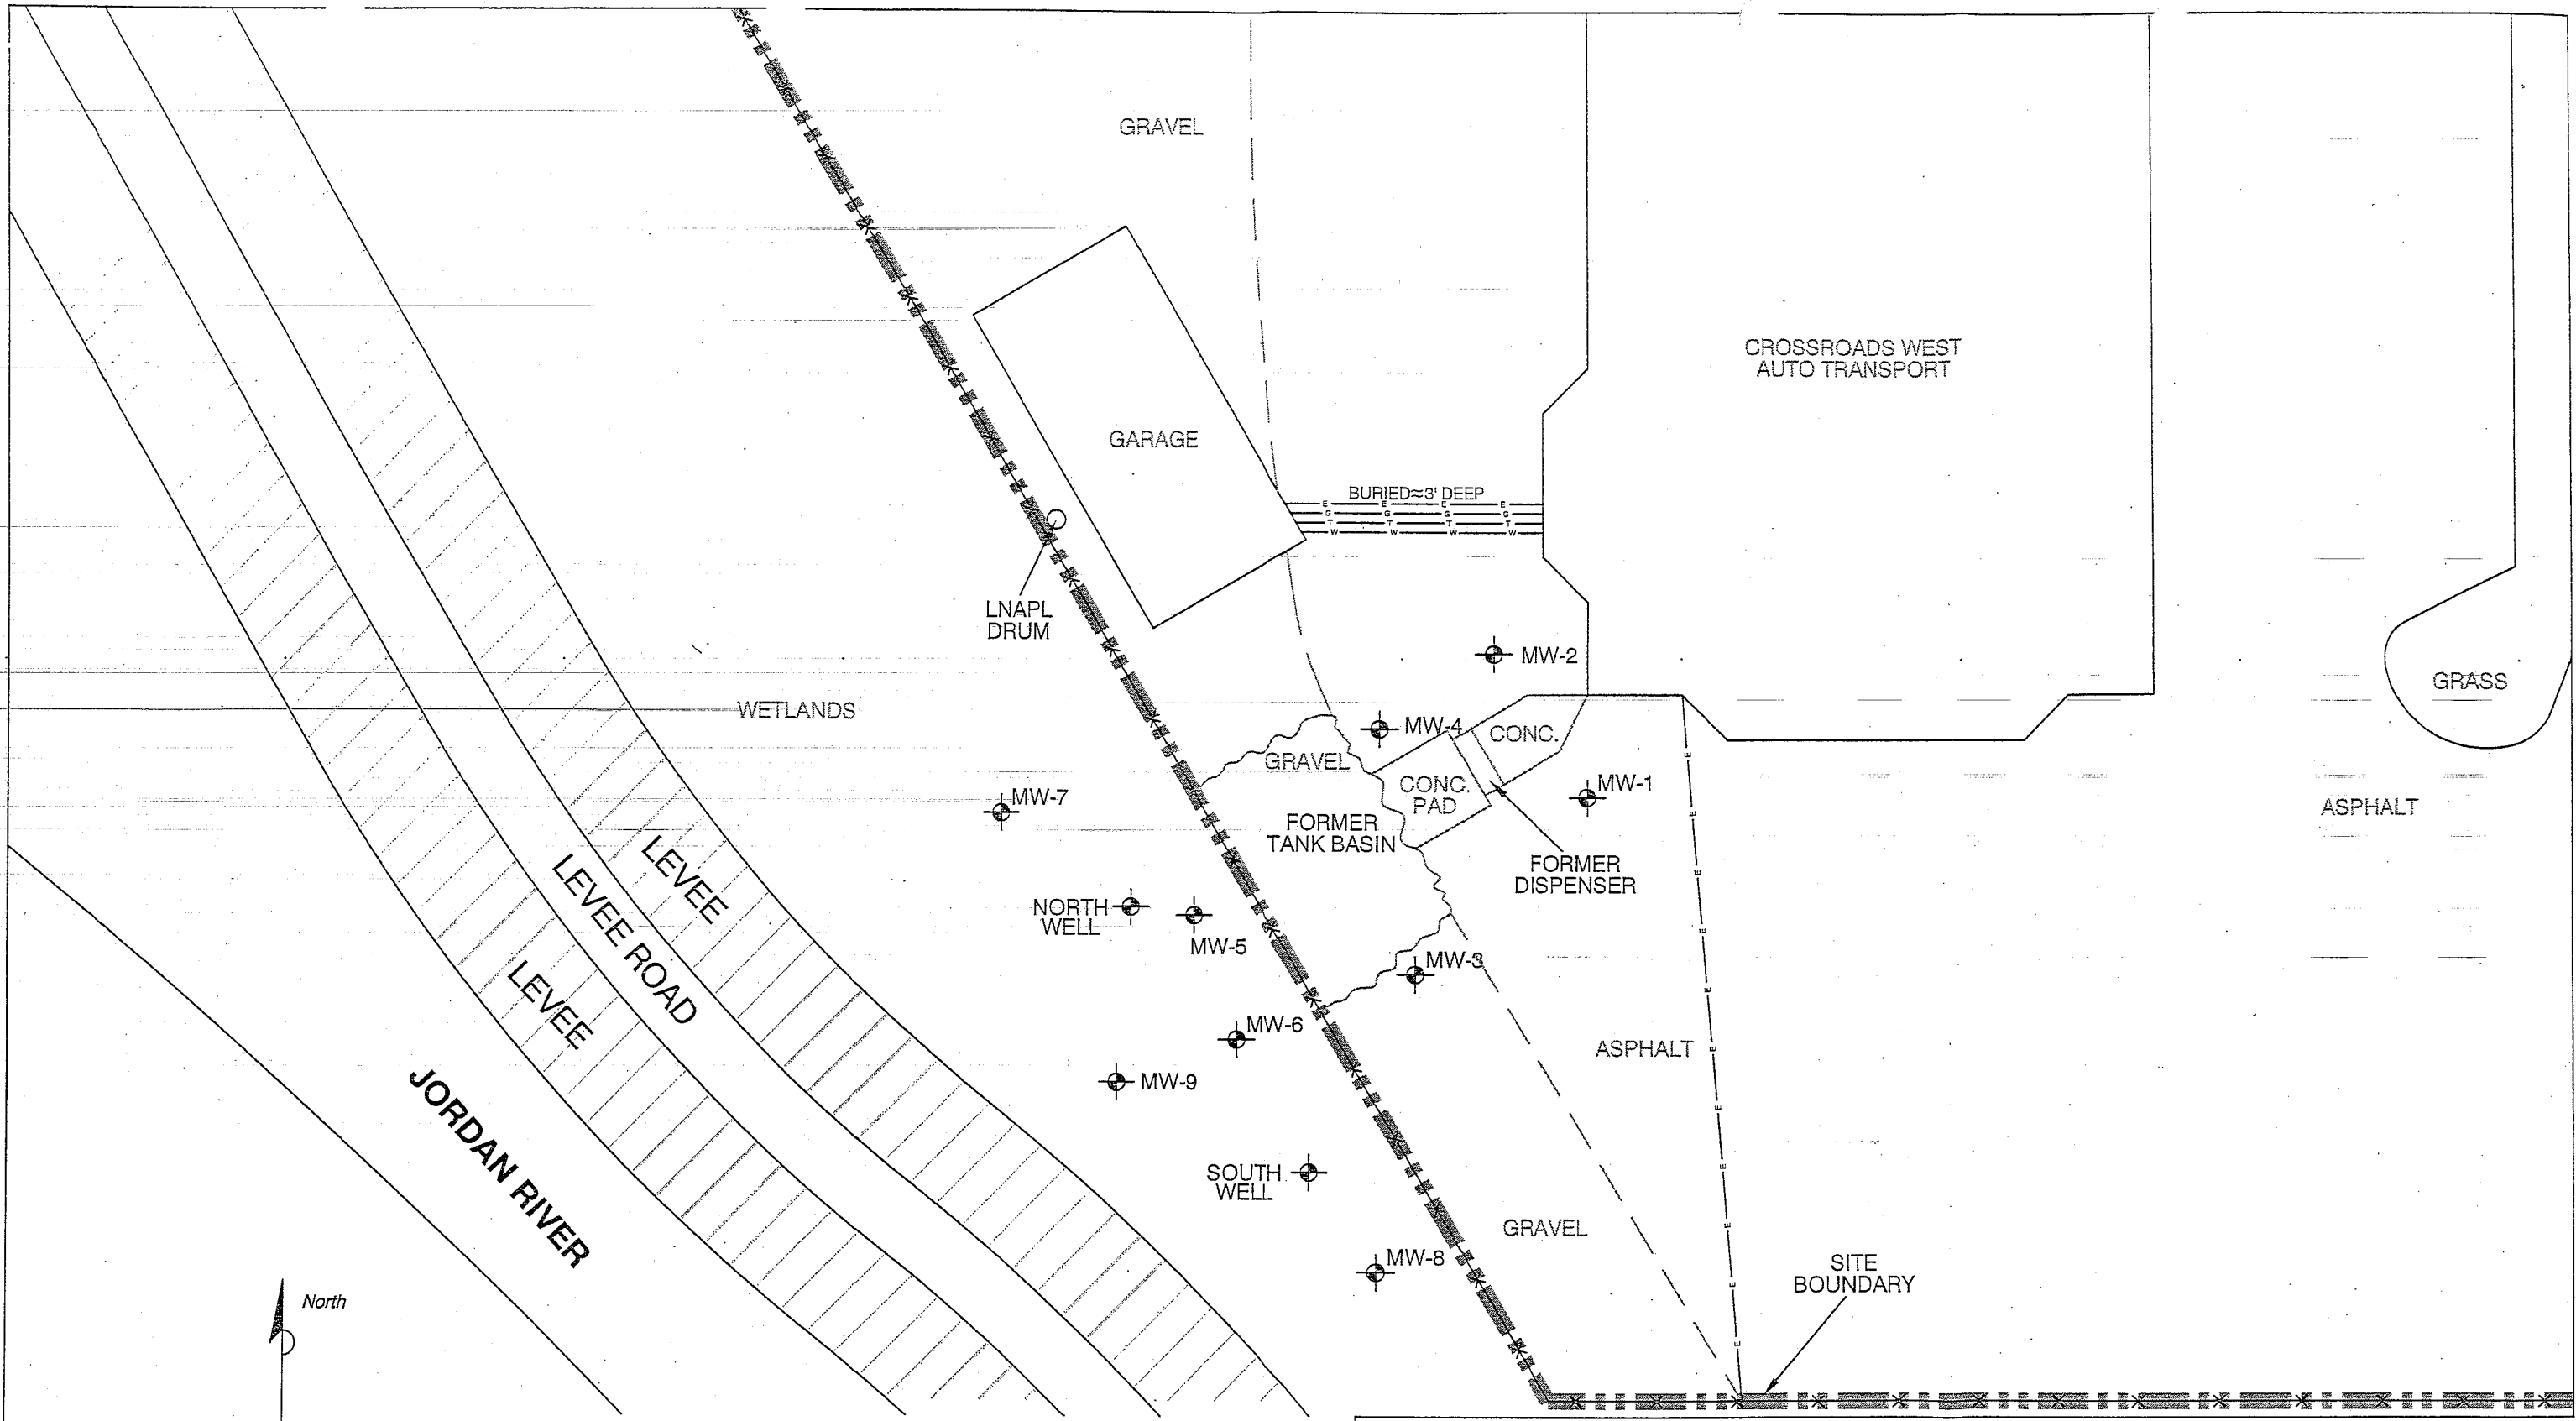 GRAVEL
CROSSROADS WEST
AUTO TRANSPORT
GARAGE
BURIED≈3' DEEP
E E E E
G G G G
T T T T
W W W W
LNAPL
DRUM
MW-2
GRASS
WETLANDS
MW-4
CONC.
GRAVEL
CONC.
PAD
MW-1
MW-7
ASPHALT
FORMER
TANK BASIN
FORMER
DISPENSER
LEVEE
LEVEE ROAD
LEVEE
NORTH
WELL
MW-5
MW-3
MW-6
ASPHALT
MW-9
JORDAN RIVER
SOUTH
WELL
GRAVEL
MW-8
SITE
BOUNDARY
North
E
E
E
E
E
E
E
E
E
E
E